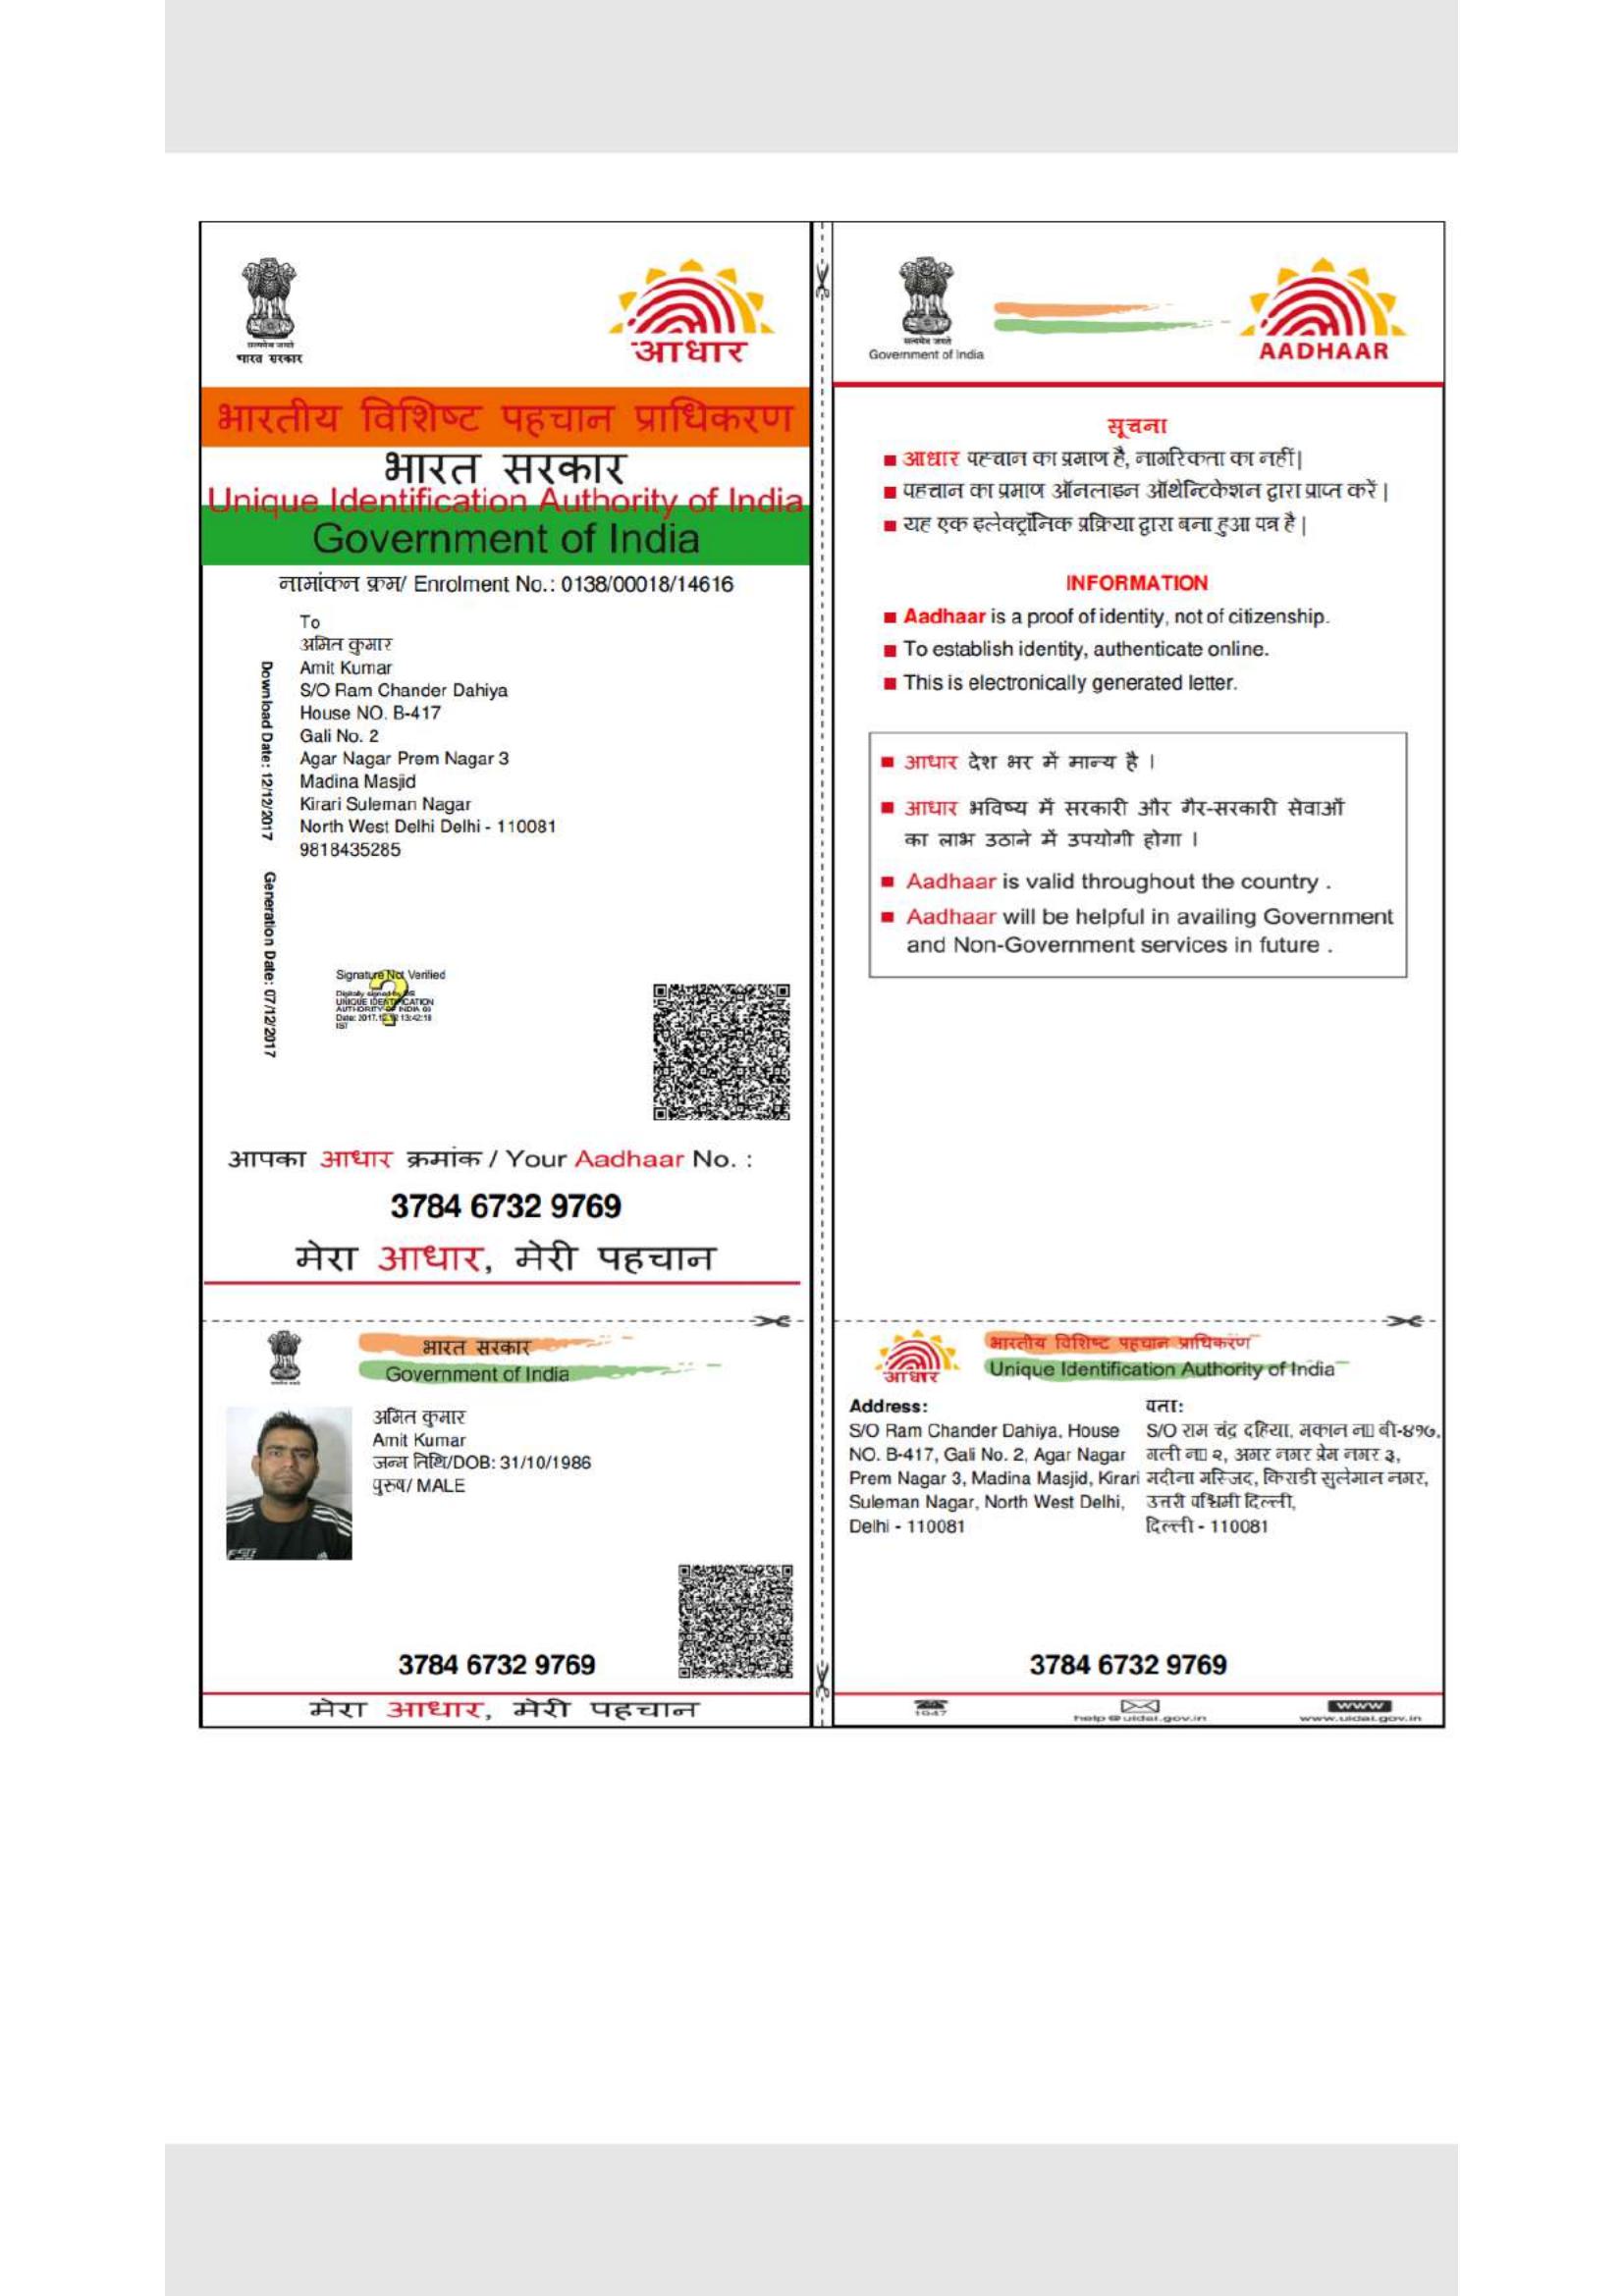 सत्यमेव जयते
भारत सरकार
आधार
भारतीय विशिष्ट पहचान प्राधिकरण
भारत सरकार
Unique Identification Authority of India
Government of India
नामांकन क्रम/ Enrolment No.: 0138/00018/14616
To
अमित कुमार
Amit Kumar
S/O Ram Chander Dahiya
House NO. B-417
Gali No. 2
Agar Nagar Prem Nagar 3
Madina Masjid
Kirari Suleman Nagar
North West Delhi Delhi - 110081
9818435285
Download Date: 12/12/2017
Generation Date: 07/12/2017
Signature Not Verified
Digitally signed by DS
UNIQUE IDENTIFICATION
AUTHORITY OF INDIA
Date: 2017.12.12 13:42:18
IST
आपका आधार क्रमांक / Your Aadhaar No. :
3784 6732 9769
मेरा आधार, मेरी पहचान
भारत सरकार
Government of India
अमित कुमार
Amit Kumar
जन्म तिथि/DOB: 31/10/1986
पुरुष/ MALE
3784 6732 9769
मेरा आधार, मेरी पहचान
सत्यमेव जयते
Government of India
AADHAAR
सूचना
आधार पहचान का प्रमाण है, नागरिकता का नहीं|
पहचान का प्रमाण ऑनलाइन ऑथेन्टिकेशन द्वारा प्राप्त करें |
यह एक इलेक्ट्रॉनिक प्रक्रिया द्वारा बना हुआ पत्र है |
INFORMATION
Aadhaar is a proof of identity, not of citizenship.
To establish identity, authenticate online.
This is electronically generated letter.
आधार देश भर में मान्य है ।
आधार भविष्य में सरकारी और गैर-सरकारी सेवाओं
का लाभ उठाने में उपयोगी होगा ।
Aadhaar is valid throughout the country .
Aadhaar will be helpful in availing Government
and Non-Government services in future .
आधार
भारतीय विशिष्ट पहचान प्राधिकरण
Unique Identification Authority of India
Address:
S/O Ram Chander Dahiya, House
NO. B-417, Gali No. 2, Agar Nagar
Prem Nagar 3, Madina Masjid, Kirari
Suleman Nagar, North West Delhi,
Delhi - 110081
पता:
S/O राम चंद्र दहिया, मकान ना बी-४१७,
गली ना २, अगर नगर प्रेम नगर ३,
मदीना मस्जिद, किराडी सुलेमान नगर,
उत्तरी पश्चिमी दिल्ली,
दिल्ली - 110081
3784 6732 9769
1947
help@uidai.gov.in
WWW
www.uidai.gov.in